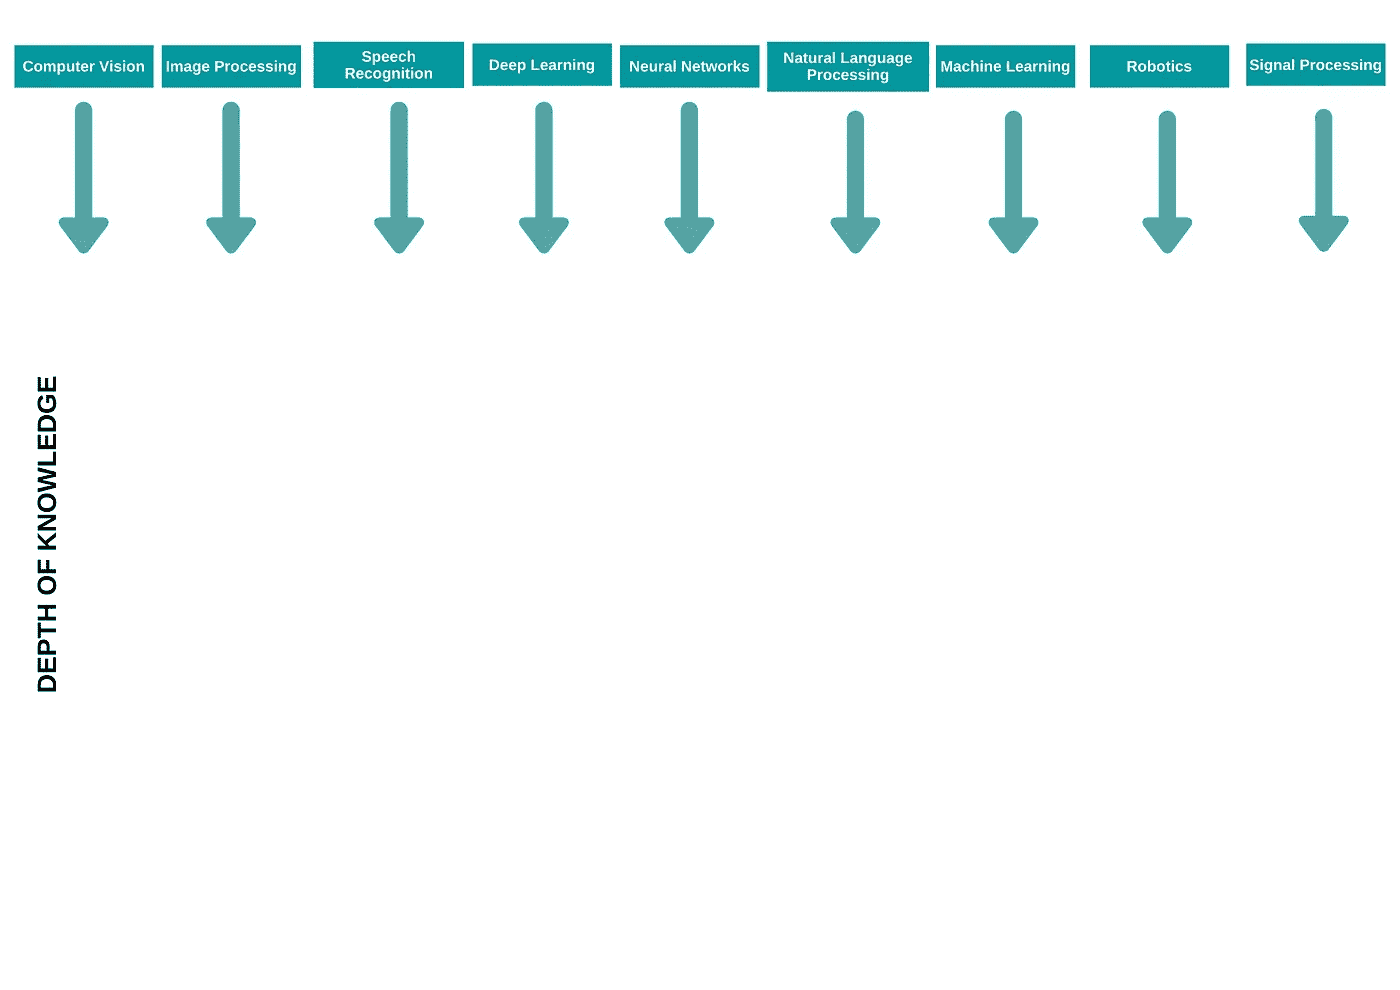 Computer Vision
Image Processing
Speech
Recognition
Deep Learning
Neural Networks
Natural Language
Processing
Machine Learning
Robotics
Signal Processing
DEPTH OF KNOWLEDGE